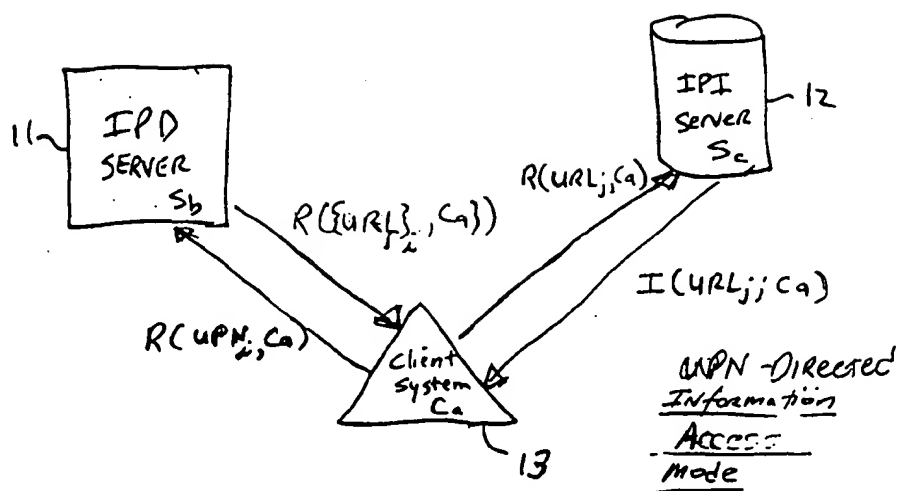 IPD
SERVER
Sb
11
IPI
Server
Sc
12
R({URLj}i, Ca})
R(URLj, Ca)
R(UPNi, Ca)
I(URLj; Ca)
Client
System
Ca
13
UPN-Directed
Information
Access
Mode